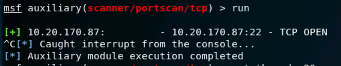 msf auxiliary(scanner/portscan/tcp) > run
[+] 10.20.170.87: - 10.20.170.87:22 - TCP OPEN
^C[*] Caught interrupt from the console...
[*] Auxiliary module execution completed